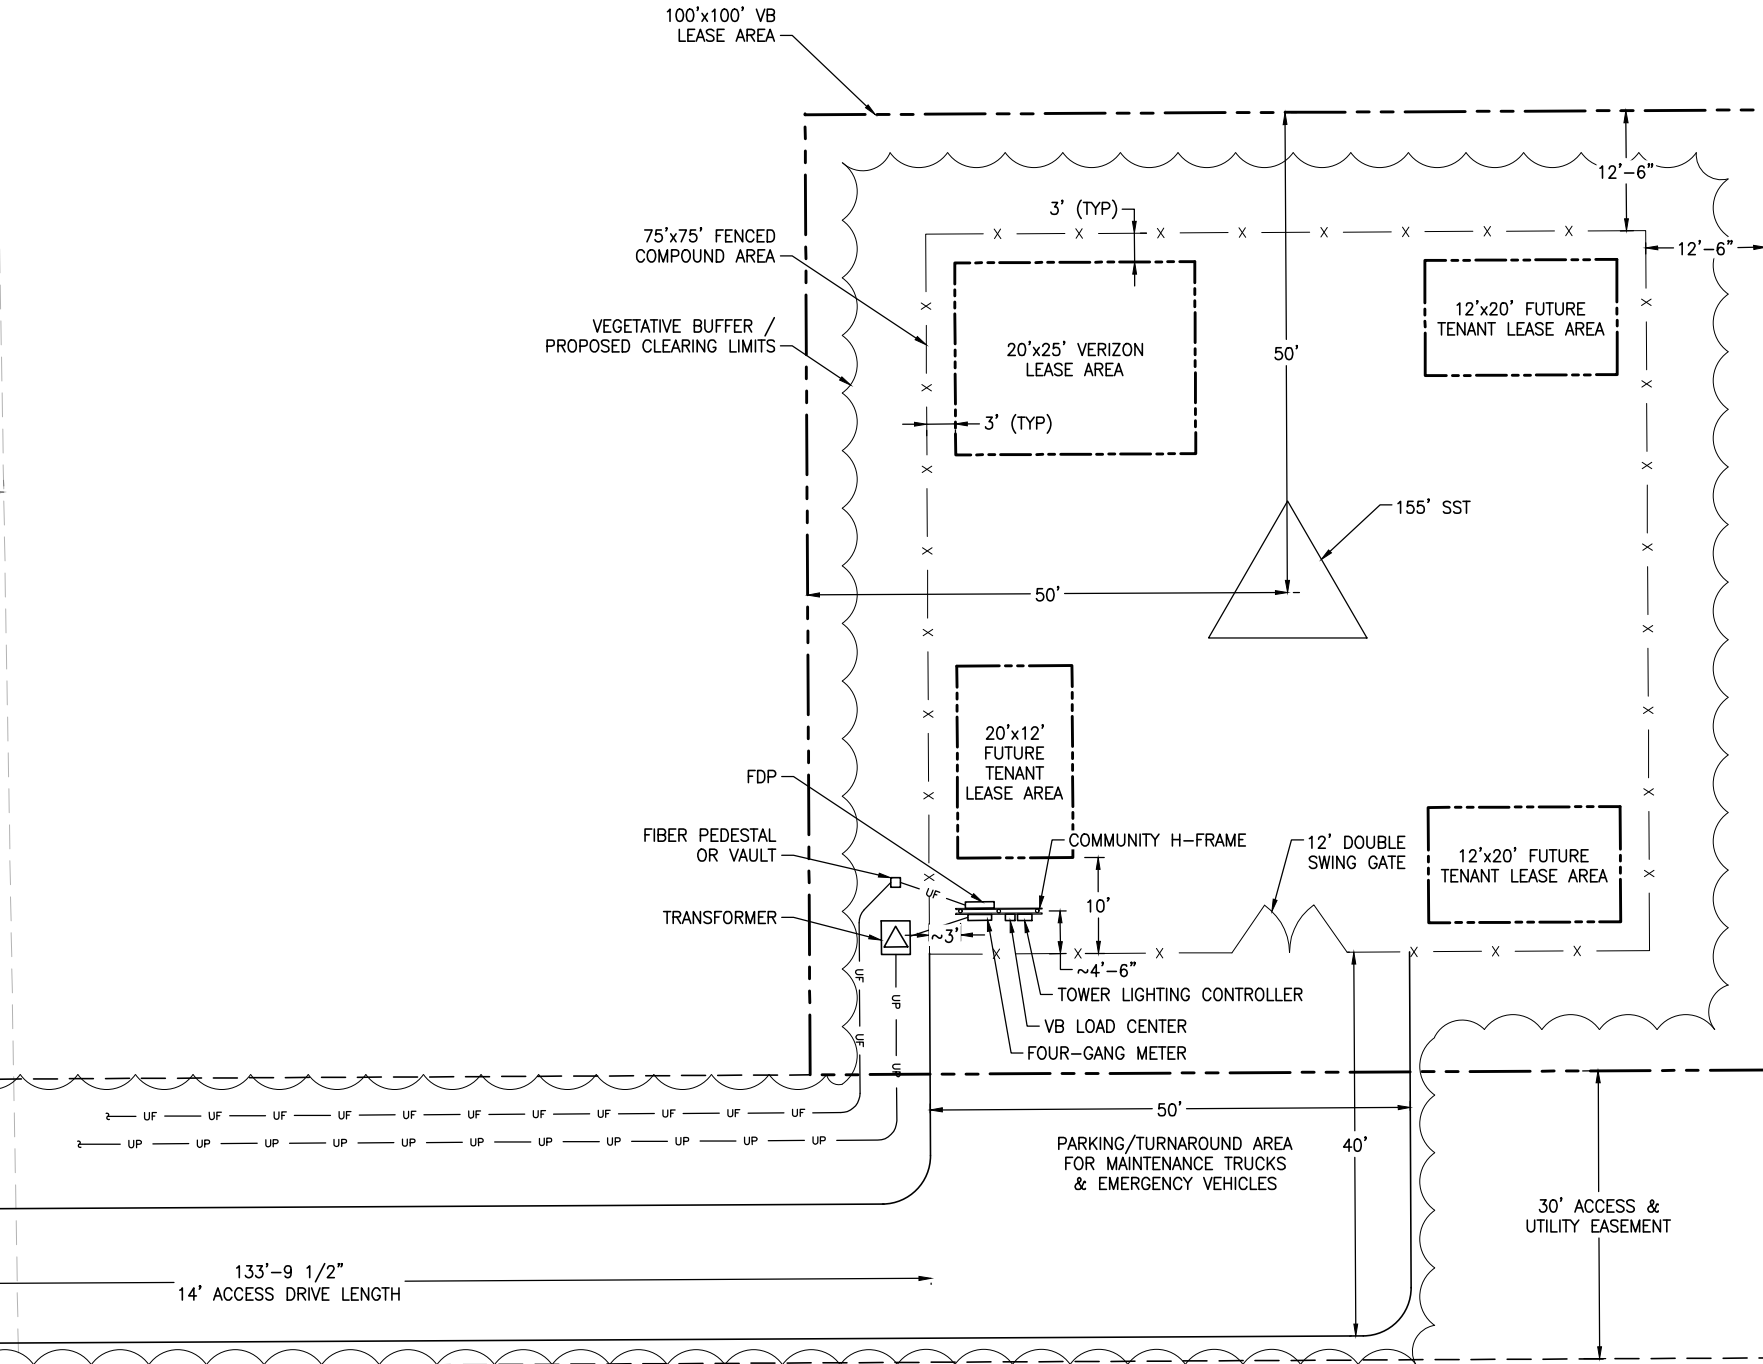 100'x100' VB
LEASE AREA
12'-6"
3' (TYP)
75'x75' FENCED
COMPOUND AREA
12'-6"
VEGETATIVE BUFFER /
PROPOSED CLEARING LIMITS
20'x25' VERIZON
LEASE AREA
50'
12'x20' FUTURE
TENANT LEASE AREA
3' (TYP)
155' SST
50'
20'x12'
FUTURE
TENANT
LEASE AREA
FDP
FIBER PEDESTAL
OR VAULT
COMMUNITY H-FRAME
12' DOUBLE
SWING GATE
12'x20' FUTURE
TENANT LEASE AREA
UF
10'
TRANSFORMER
~3'
~4'-6"
TOWER LIGHTING CONTROLLER
VB LOAD CENTER
FOUR-GANG METER
UF
UP
UF
UP
UF UF UF UF UF UF UF UF UF UF UF
UP UP UP UP UP UP UP UP UP UP UP
50'
PARKING/TURNAROUND AREA
FOR MAINTENANCE TRUCKS
& EMERGENCY VEHICLES
40'
30' ACCESS &
UTILITY EASEMENT
133'-9 1/2"
14' ACCESS DRIVE LENGTH